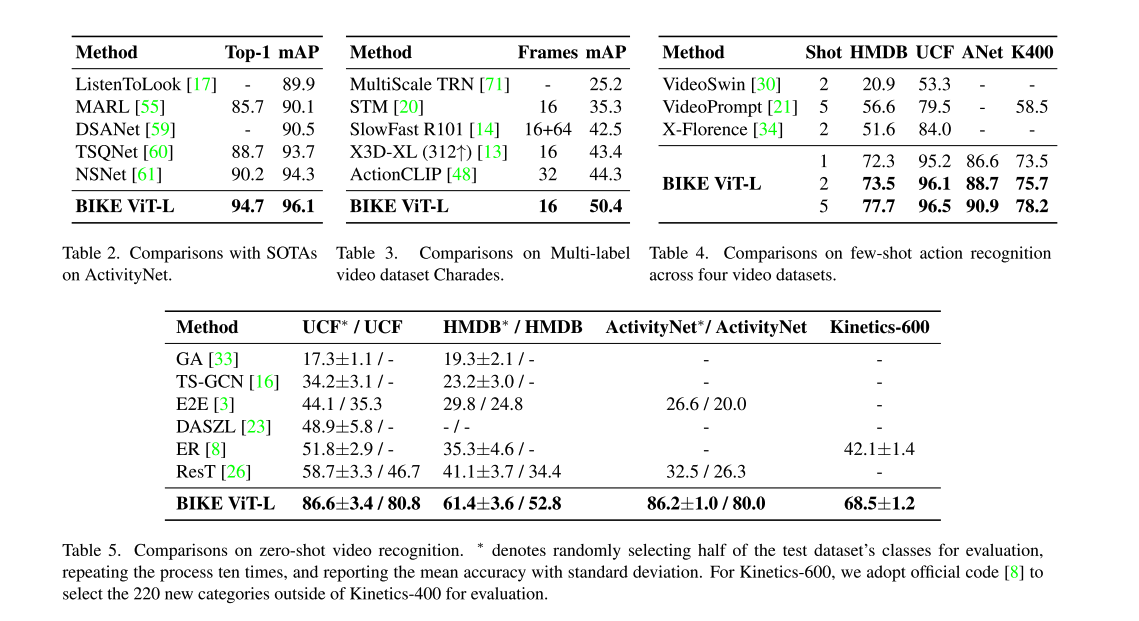 Method Top-1 mAP
ListenToLook [17] - 89.9
MARL [55] 85.7 90.1
DSANet [59] - 90.5
TSQNet [60] 88.7 93.7
NSNet [61] 90.2 94.3
BIKE ViT-L 94.7 96.1
Table 2. Comparisons with SOTAs
on ActivityNet.
Method Frames mAP
MultiScale TRN [71] - 25.2
STM [20] 16 35.3
SlowFast R101 [14] 16+64 42.5
X3D-XL (312↑) [13] 16 43.4
ActionCLIP [48] 32 44.3
BIKE ViT-L 16 50.4
Table 3. Comparisons on Multi-label
video dataset Charades.
Method Shot HMDB UCF ANet K400
VideoSwin [30] 2 20.9 53.3 - -
VideoPrompt [21] 5 56.6 79.5 - 58.5
X-Florence [34] 2 51.6 84.0 - -
1 72.3 95.2 86.6 73.5
BIKE ViT-L 2 73.5 96.1 88.7 75.7
5 77.7 96.5 90.9 78.2
Table 4. Comparisons on few-shot action recognition
across four video datasets.
Method UCF* / UCF HMDB* / HMDB ActivityNet*/ ActivityNet Kinetics-600
GA [33] 17.3±1.1 / - 19.3±2.1 / - - -
TS-GCN [16] 34.2±3.1 / - 23.2±3.0 / - - -
E2E [3] 44.1 / 35.3 29.8 / 24.8 26.6 / 20.0 -
DASZL [23] 48.9±5.8 / - - / - - -
ER [8] 51.8±2.9 / - 35.3±4.6 / - - 42.1±1.4
ResT [26] 58.7±3.3 / 46.7 41.1±3.7 / 34.4 32.5 / 26.3 -
BIKE ViT-L 86.6±3.4 / 80.8 61.4±3.6 / 52.8 86.2±1.0 / 80.0 68.5±1.2
Table 5. Comparisons on zero-shot video recognition. * denotes randomly selecting half of the test dataset's classes for evaluation,
repeating the process ten times, and reporting the mean accuracy with standard deviation. For Kinetics-600, we adopt official code [8] to
select the 220 new categories outside of Kinetics-400 for evaluation.